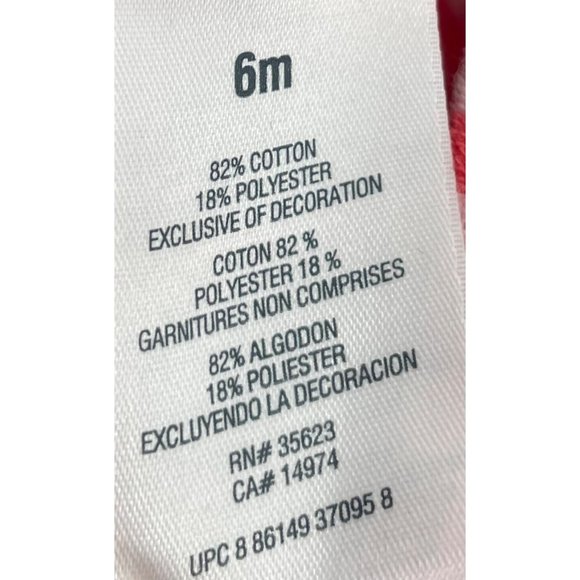 6m
82% COTTON
18% POLYESTER
EXCLUSIVE OF DECORATION
COTON 82 %
POLYESTER 18 %
GARNITURES NON COMPRISES
82% ALGODON
18% POLIESTER
EXCLUYENDO LA DECORACION
RN# 35623
CA# 14974
UPC 8 86149 37095 8